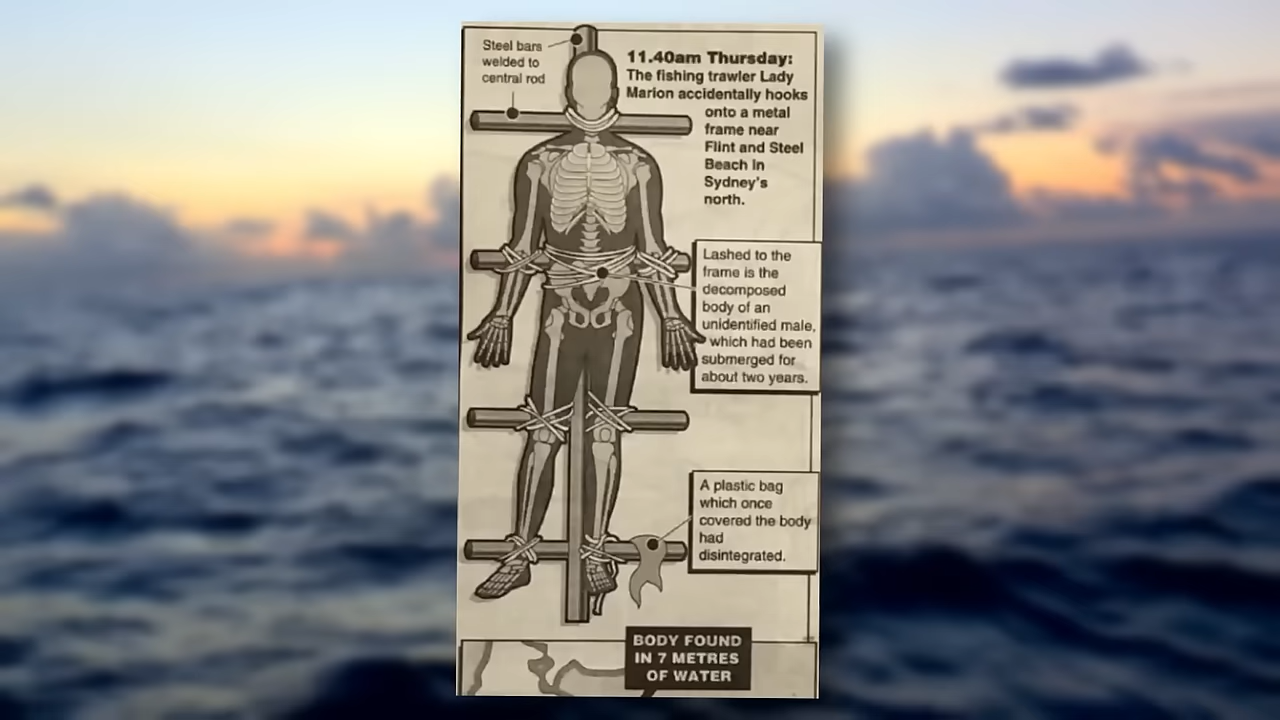 Steel bars
welded to
central rod
11.40am Thursday:
The fishing trawler Lady
Marion accidentally hooks
onto a metal
frame near
Flint and Steel
Beach in
Sydney's
north.
Lashed to the
frame is the
decomposed
body of an
unidentified male,
which had been
submerged for
about two years.
A plastic bag
which once
covered the body
had
disintegrated.
BODY FOUND
IN 7 METRES
OF WATER